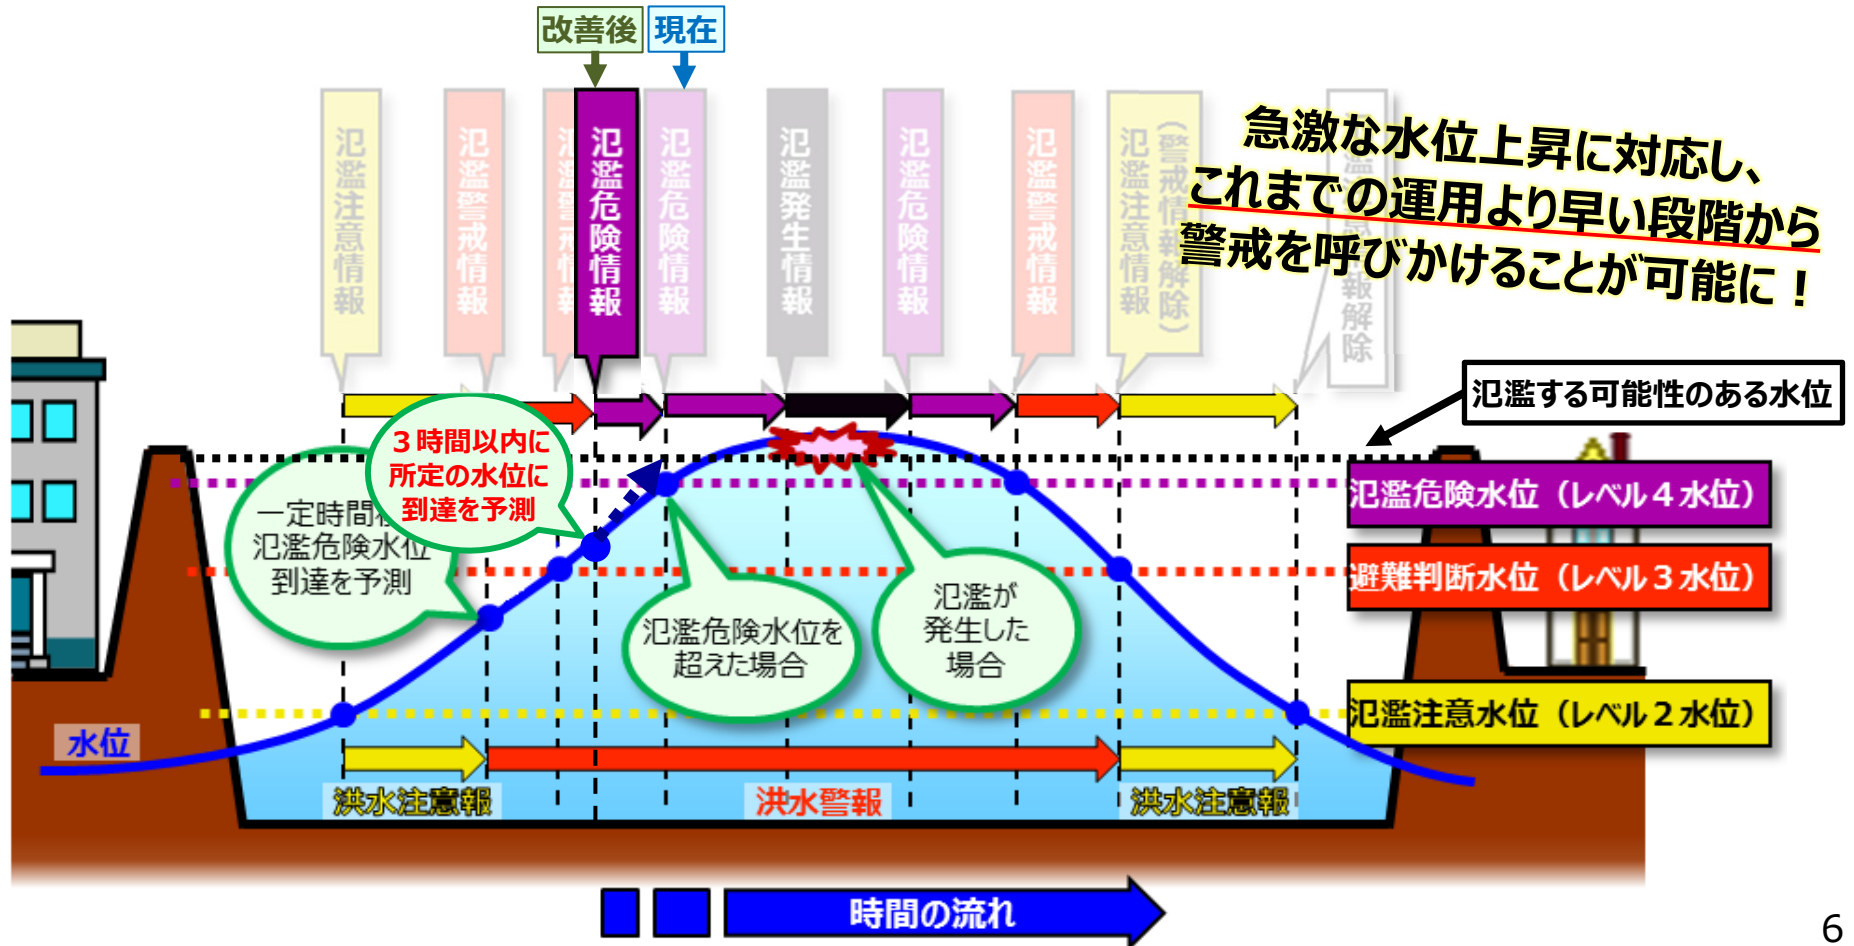 改善後
現在
氾濫注意情報
氾濫警戒情報
氾
氾濫危険情報
氾濫危険情報
氾濫発生情報
氾濫危険情報
氾濫警戒情報
氾濫注意情報
(警戒情報解除)
報解除
急激な水位上昇に対応し、
これまでの運用より早い段階から
警戒を呼びかけることが可能に！
氾濫する可能性のある水位
3時間以内に
所定の水位に
到達を予測
一定時間
氾濫危険水位
到達を予測
氾濫危険水位を
超えた場合
氾濫が
発生した
場合
氾濫危険水位（レベル４水位）
避難判断水位（レベル３水位）
氾濫注意水位（レベル２水位）
水位
洪水注意報
洪水警報
洪水注意報
時間の流れ
6